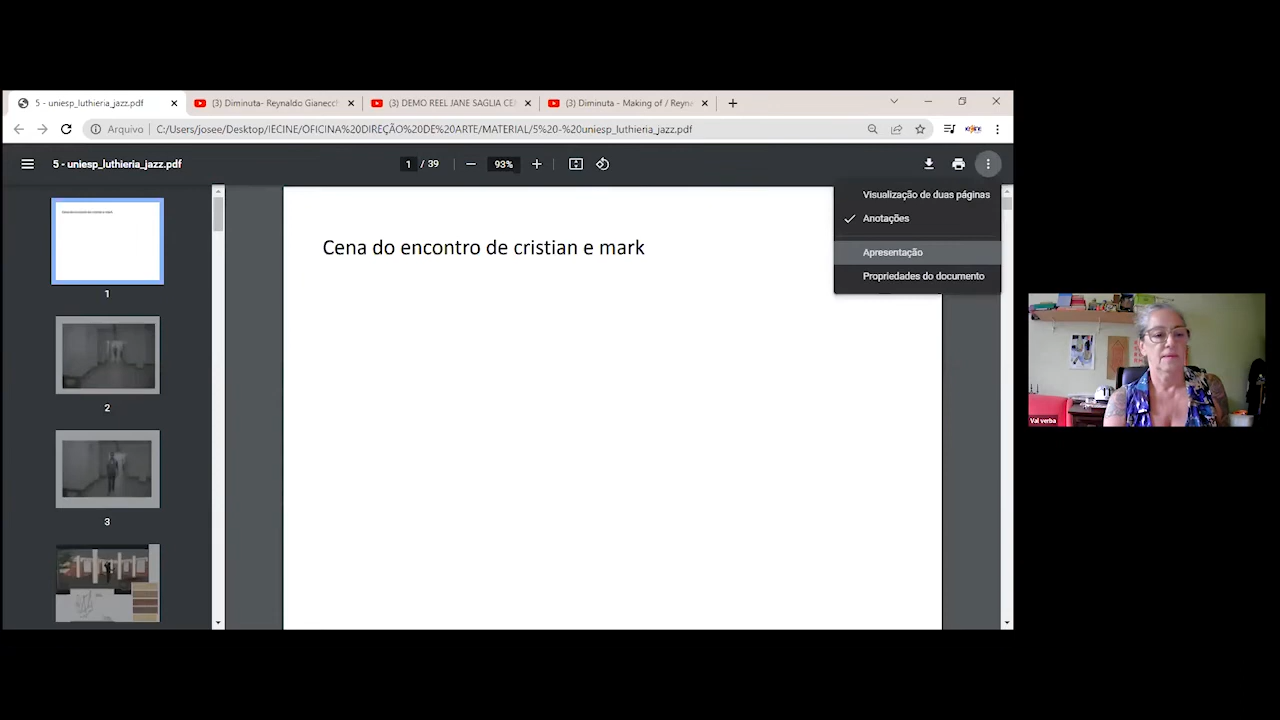 5 - uniesp_luthieria_jazz.pdf
(3) Diminuta- Reynaldo Gianecch
(3) DEMO REEL JANE SAGLIA CE
(3) Diminuta - Making of / Reyna
Arquivo
C:/Users/josee/Desktop/IECINE/OFICINA%20DIREÇÃO%20DE%20ARTE/MATERIAL/5%20-%20uniesp_luthieria_jazz.pdf
5 - uniesp_luthieria_jazz.pdf
1 / 39
93%
Visualização de duas páginas
Anotações
Apresentação
Propriedades do documento
Cena do encontro de cristian e mark
1
2
3
Val verba